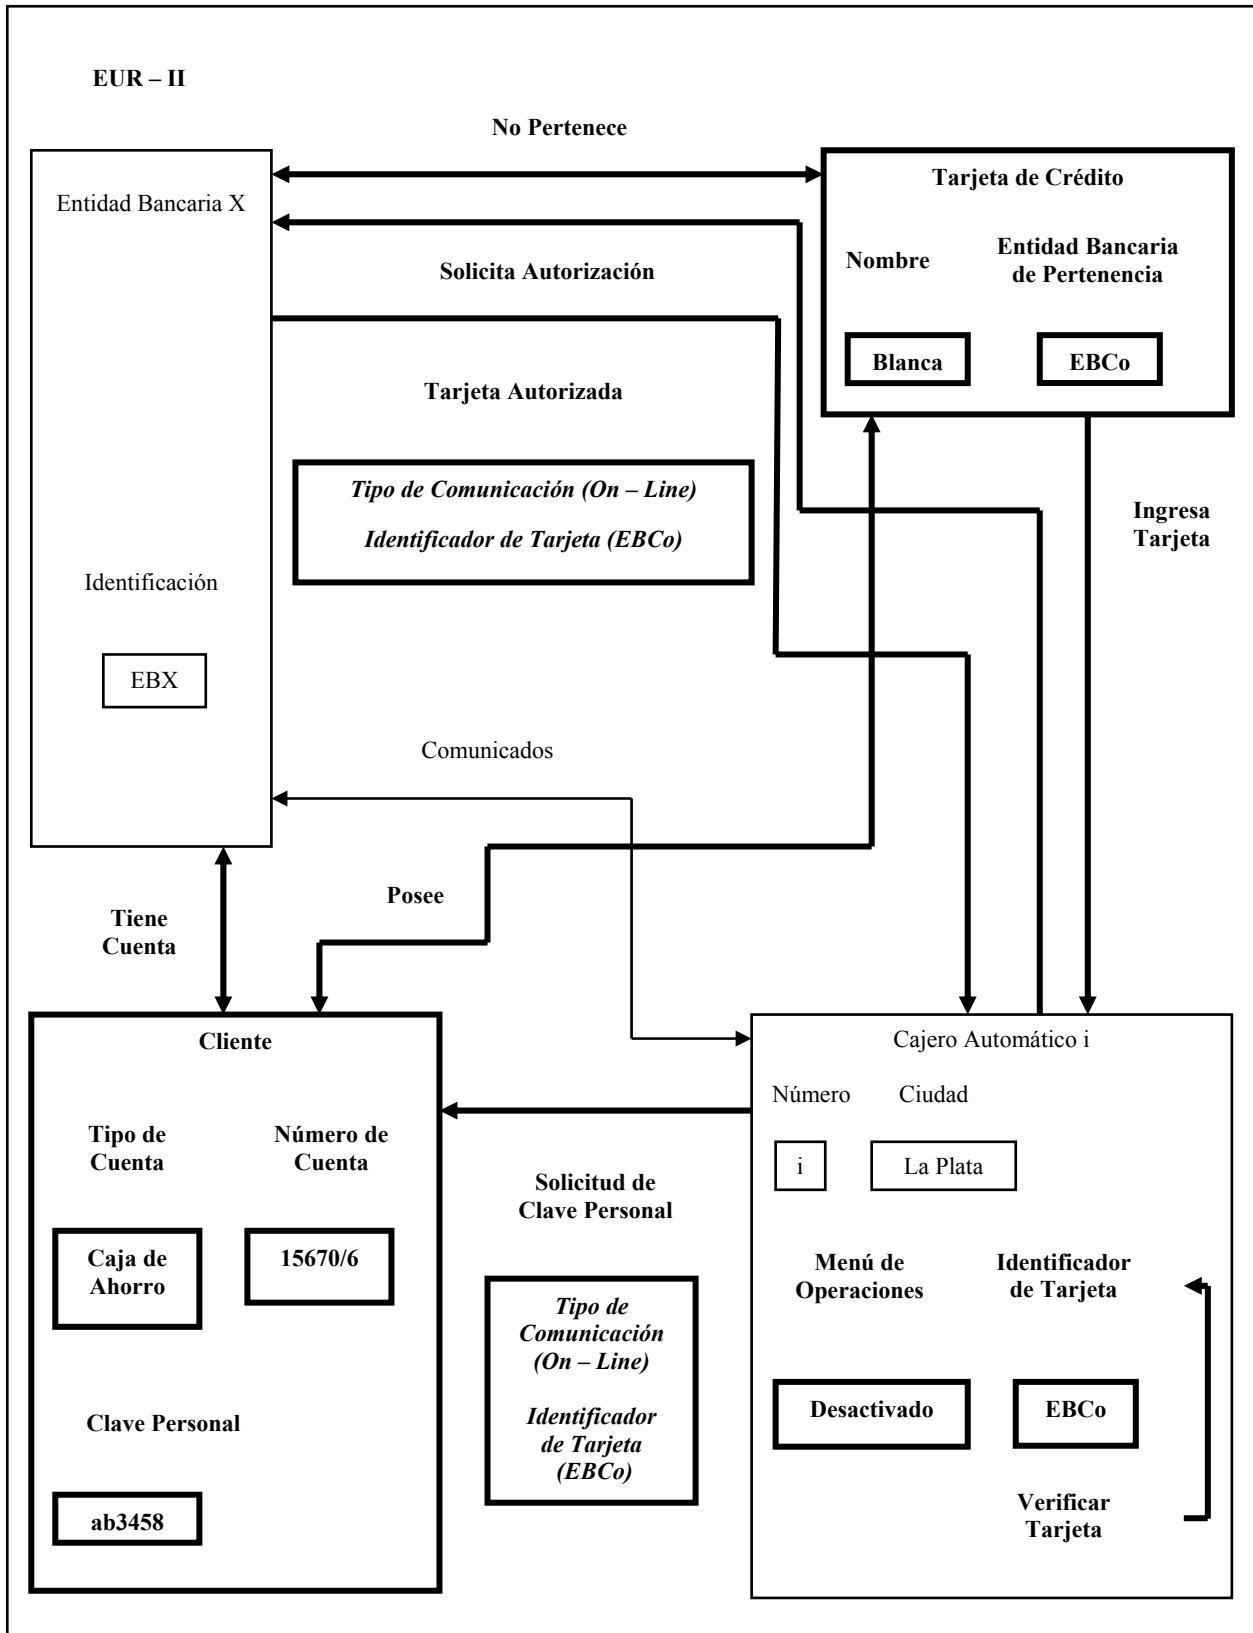 EUR – II
No Pertenece
Entidad Bancaria X
Tarjeta de Crédito
Nombre
Entidad Bancaria
de Pertenencia
Blanca
EBCo
Solicita Autorización
Tarjeta Autorizada
Tipo de Comunicación (On – Line)
Identificador de Tarjeta (EBCo)
Ingresa
Tarjeta
Identificación
EBX
Comunicados
Tiene
Cuenta
Posee
Cliente
Tipo de
Cuenta
Número de
Cuenta
Caja de
Ahorro
15670/6
Clave Personal
ab3458
Solicitud de
Clave Personal
Tipo de
Comunicación
(On – Line)
Identificador
de Tarjeta
(EBCo)
Cajero Automático i
Número
Ciudad
i
La Plata
Menú de
Operaciones
Identificador
de Tarjeta
Desactivado
EBCo
Verificar
Tarjeta